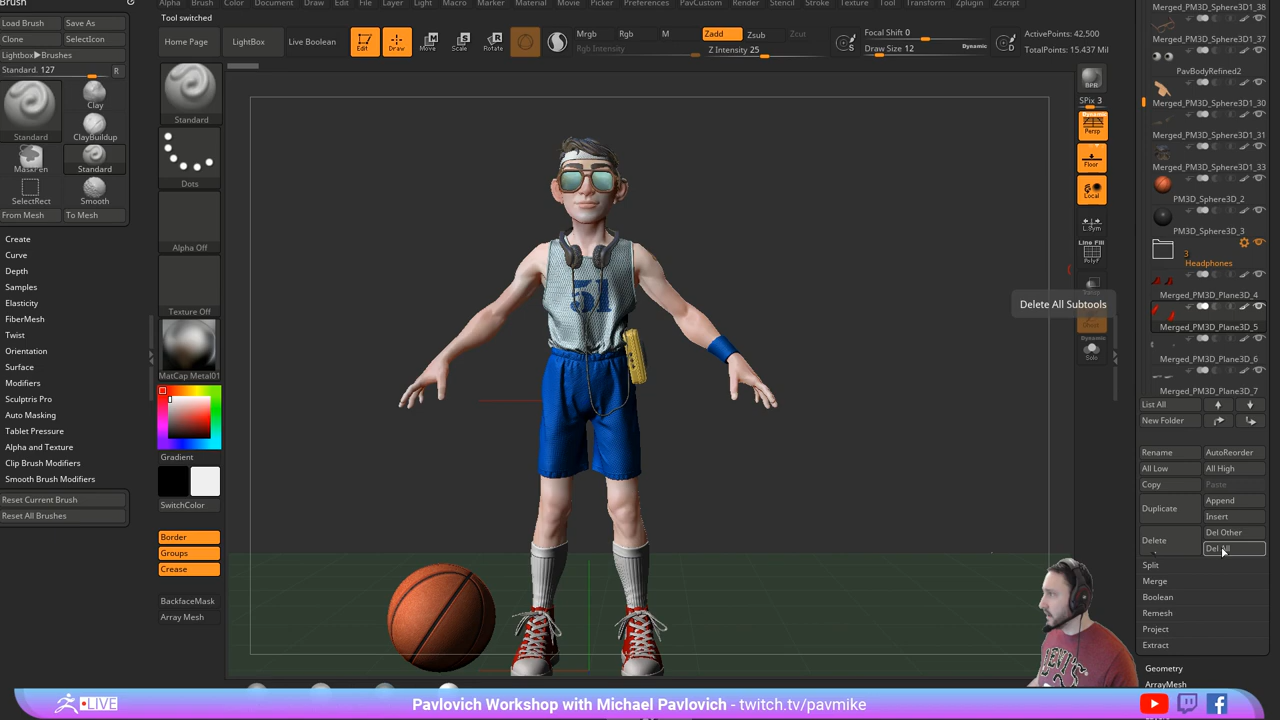 Brush
Alpha Brush Color Document Draw Edit File Layer Light Macro Marker Material Movie Picker Preferences PavCustom Render Stencil Stroke Texture Tool Transform Zplugin Zscript
Tool switched
Load Brush Save As
Clone SelectIcon
Lightbox▶Brushes
Standard. 127 R
Standard
Clay
ClayBuildup
MaskPen
Standard
SelectRect
Smooth
From Mesh To Mesh
Create
Curve
Depth
Samples
Elasticity
FiberMesh
Twist
Orientation
Surface
Modifiers
Sculptris Pro
Auto Masking
Tablet Pressure
Alpha and Texture
Clip Brush Modifiers
Smooth Brush Modifiers
Reset Current Brush
Reset All Brushes
Home Page LightBox Live Boolean
Edit Draw Move Scale Rotate
Mrgb Rgb M
Rgb Intensity
Zadd Zsub Zcut
Z Intensity 25
S
Focal Shift 0
Draw Size 12 Dynamic
D
ActivePoints: 42,500
TotalPoints: 15.437 Mil
Standard
Dots
Alpha Off
Texture Off
MatCap Metal01
Gradient
SwitchColor
Border
Groups
Crease
BackfaceMask
Array Mesh
51
BPR
SPix 3
Dynamic
Persp
Floor
Local
L.Sym
Line Fill
PolyF
Delete All Subtools
Ghost
Dynamic
Solo
Merged_PM3D_Sphere3D1_38
Merged_PM3D_Sphere3D1_37
PavBodyRefined2
Merged_PM3D_Sphere3D1_30
Merged_PM3D_Sphere3D1_31
Merged_PM3D_Sphere3D1_33
PM3D_Sphere3D_2
PM3D_Sphere3D_3
3
Headphones
Merged_PM3D_Plane3D_4
Merged_PM3D_Plane3D_5
Merged_PM3D_Plane3D_6
Merged_PM3D_Plane3D_7
List All
New Folder
Rename AutoReorder
All Low All High
Copy Paste
Duplicate Append
Insert
Delete Del Other
Del All
Split
Merge
Boolean
Remesh
Project
Extract
Geometry
ArrayMesh
LIVE
Pavlovich Workshop with Michael Pavlovich - twitch.tv/pavmike